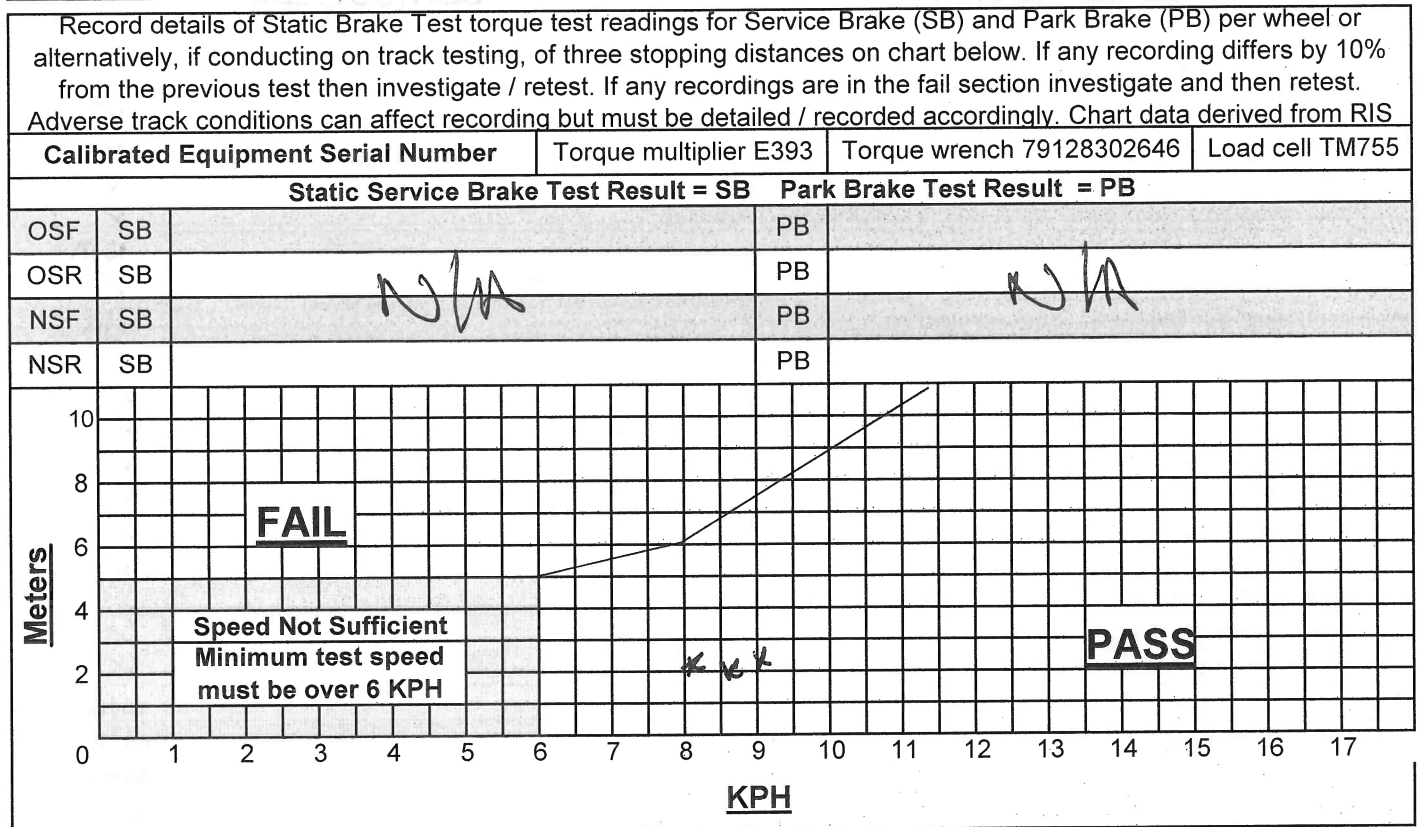 Record details of Static Brake Test torque test readings for Service Brake (SB) and Park Brake (PB) per wheel or
alternatively, if conducting on track testing, of three stopping distances on chart below. If any recording differs by 10%
from the previous test then investigate / retest. If any recordings are in the fail section investigate and then retest.
Adverse track conditions can affect recording but must be detailed / recorded accordingly. Chart data derived from RIS
Calibrated Equipment Serial Number Torque multiplier E393 Torque wrench 79128302646 Load cell TM755
Static Service Brake Test Result = SB Park Brake Test Result = PB
OSF SB PB
OSR SB N/A PB N/A
NSF SB PB
NSR SB PB
10
8
FAIL
6
Meters
4
Speed Not Sufficient
Minimum test speed
must be over 6 KPH
PASS
2
0 1 2 3 4 5 6 7 8 9 10 11 12 13 14 15 16 17
KPH